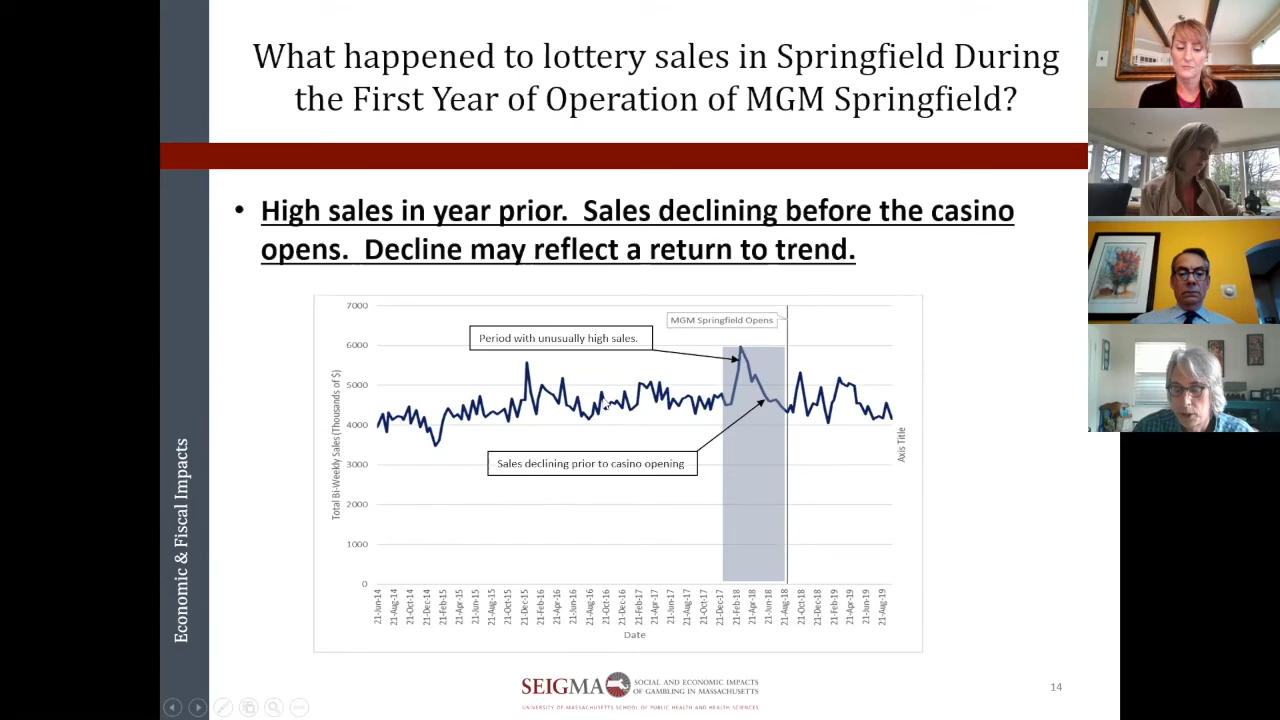 What happened to lottery sales in Springfield During
the First Year of Operation of MGM Springfield?
• High sales in year prior.  Sales declining before the casino
opens.  Decline may reflect a return to trend.
Economic & Fiscal Impacts
Total Bi-Weekly Sales (Thousands of $)
7000
6000
5000
4000
3000
2000
1000
0
MGM Springfield Opens
Period with unusually high sales.
Sales declining prior to casino opening
Axis Title
21-Jun-14
21-Aug-14
21-Oct-14
21-Dec-14
21-Feb-15
21-Apr-15
21-Jun-15
21-Aug-15
21-Oct-15
21-Dec-15
21-Feb-16
21-Apr-16
21-Jun-16
21-Aug-16
21-Oct-16
21-Dec-16
21-Feb-17
21-Apr-17
21-Jun-17
21-Aug-17
21-Oct-17
21-Dec-17
21-Feb-18
21-Apr-18
21-Jun-18
21-Aug-18
21-Oct-18
21-Dec-18
21-Feb-19
21-Apr-19
21-Jun-19
21-Aug-19
Date
SEIGMA SOCIAL AND ECONOMIC IMPACTS
OF GAMBLING IN MASSACHUSETTS
UNIVERSITY OF MASSACHUSETTS SCHOOL OF PUBLIC HEALTH AND HEALTH SCIENCES
14